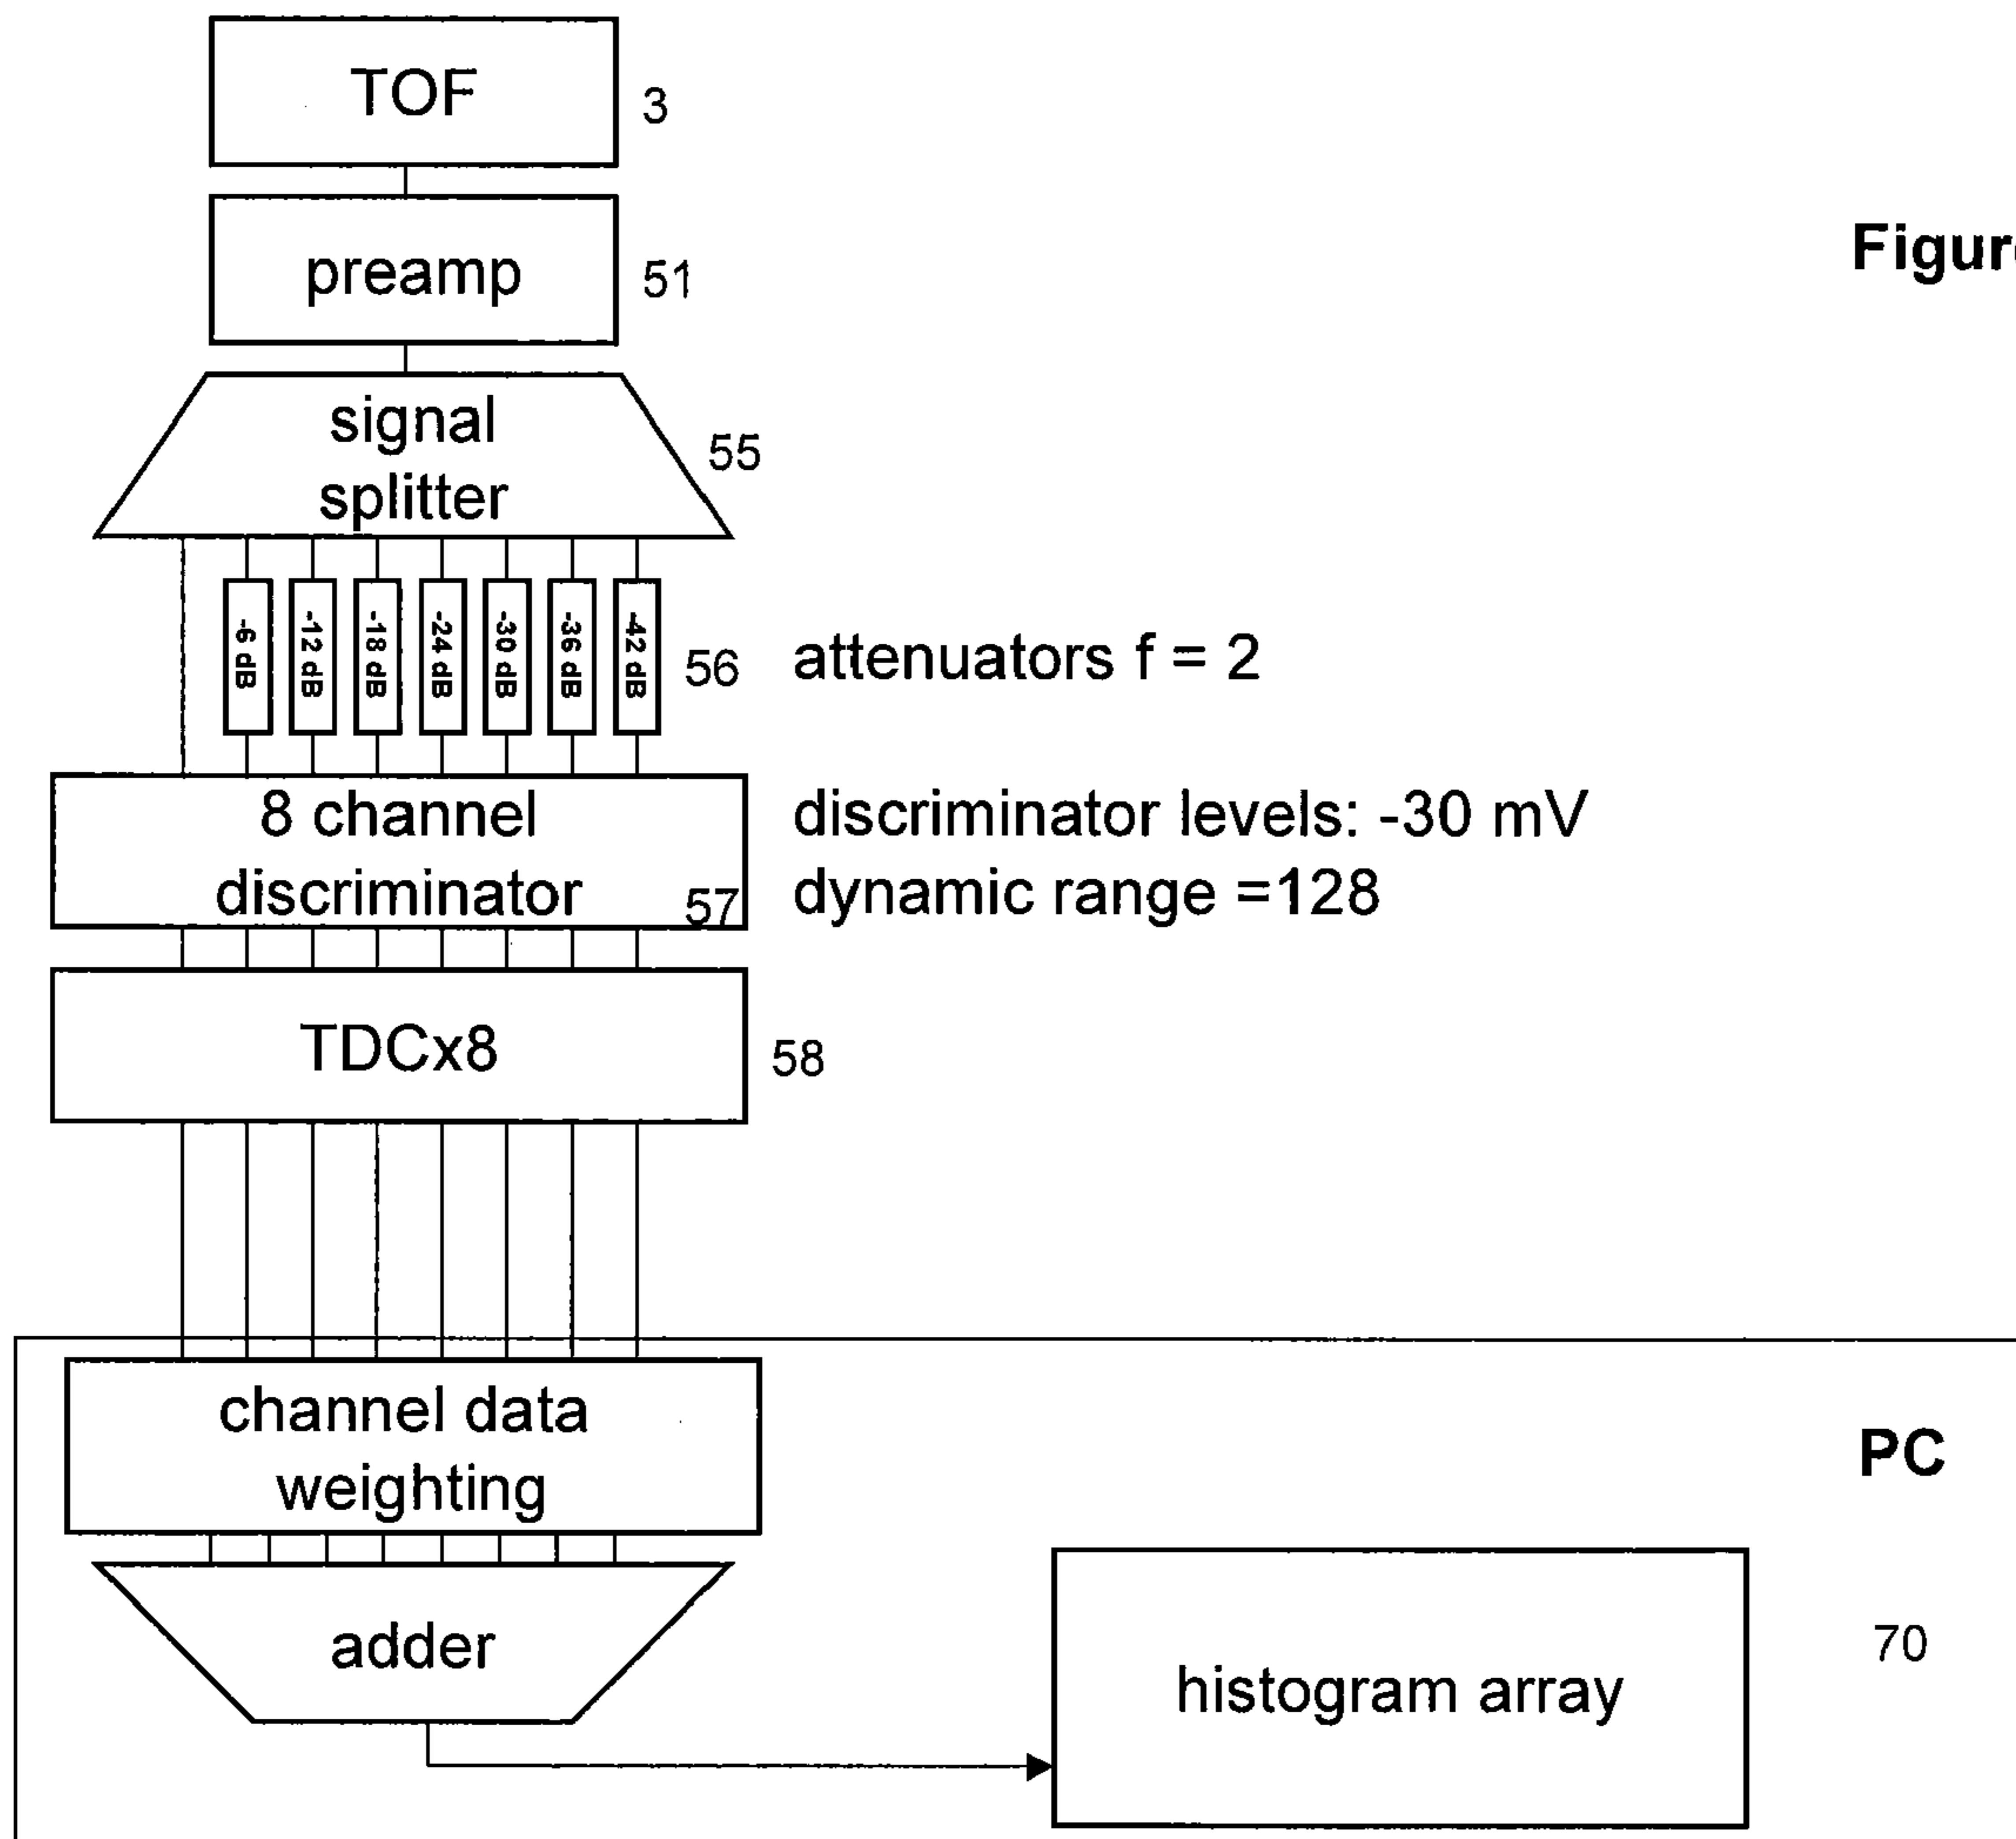 TOF
3
preamp
51
Figure
signal
splitter
55
-6 dB
-12 dB
-18 dB
-24 dB
-30 dB
-36 dB
-42 dB
56
attenuators f = 2
8 channel
discriminator
57
discriminator levels: -30 mV
dynamic range =128
TDCx8
58
channel data
weighting
PC
adder
histogram array
70